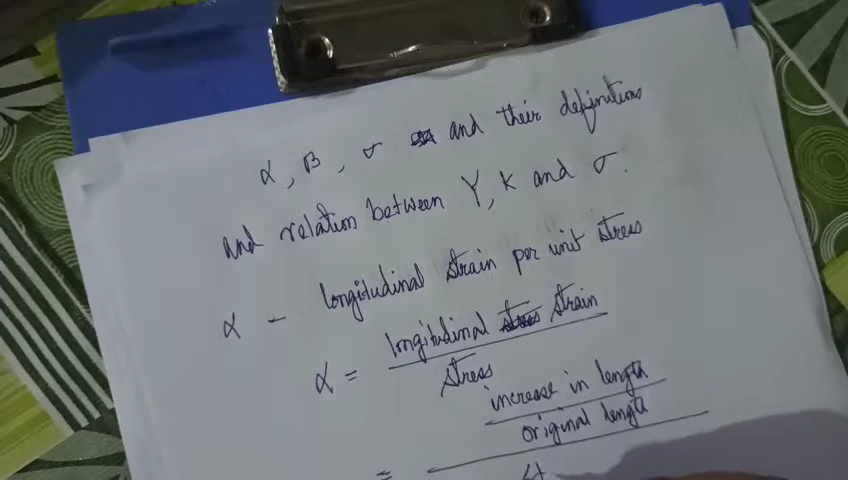 α, β, σ and their definitions
and relation between Y, K and σ.
α - longitudinal strain per unit stress
α = longitudinal strain
stress
increase in length
original length
=